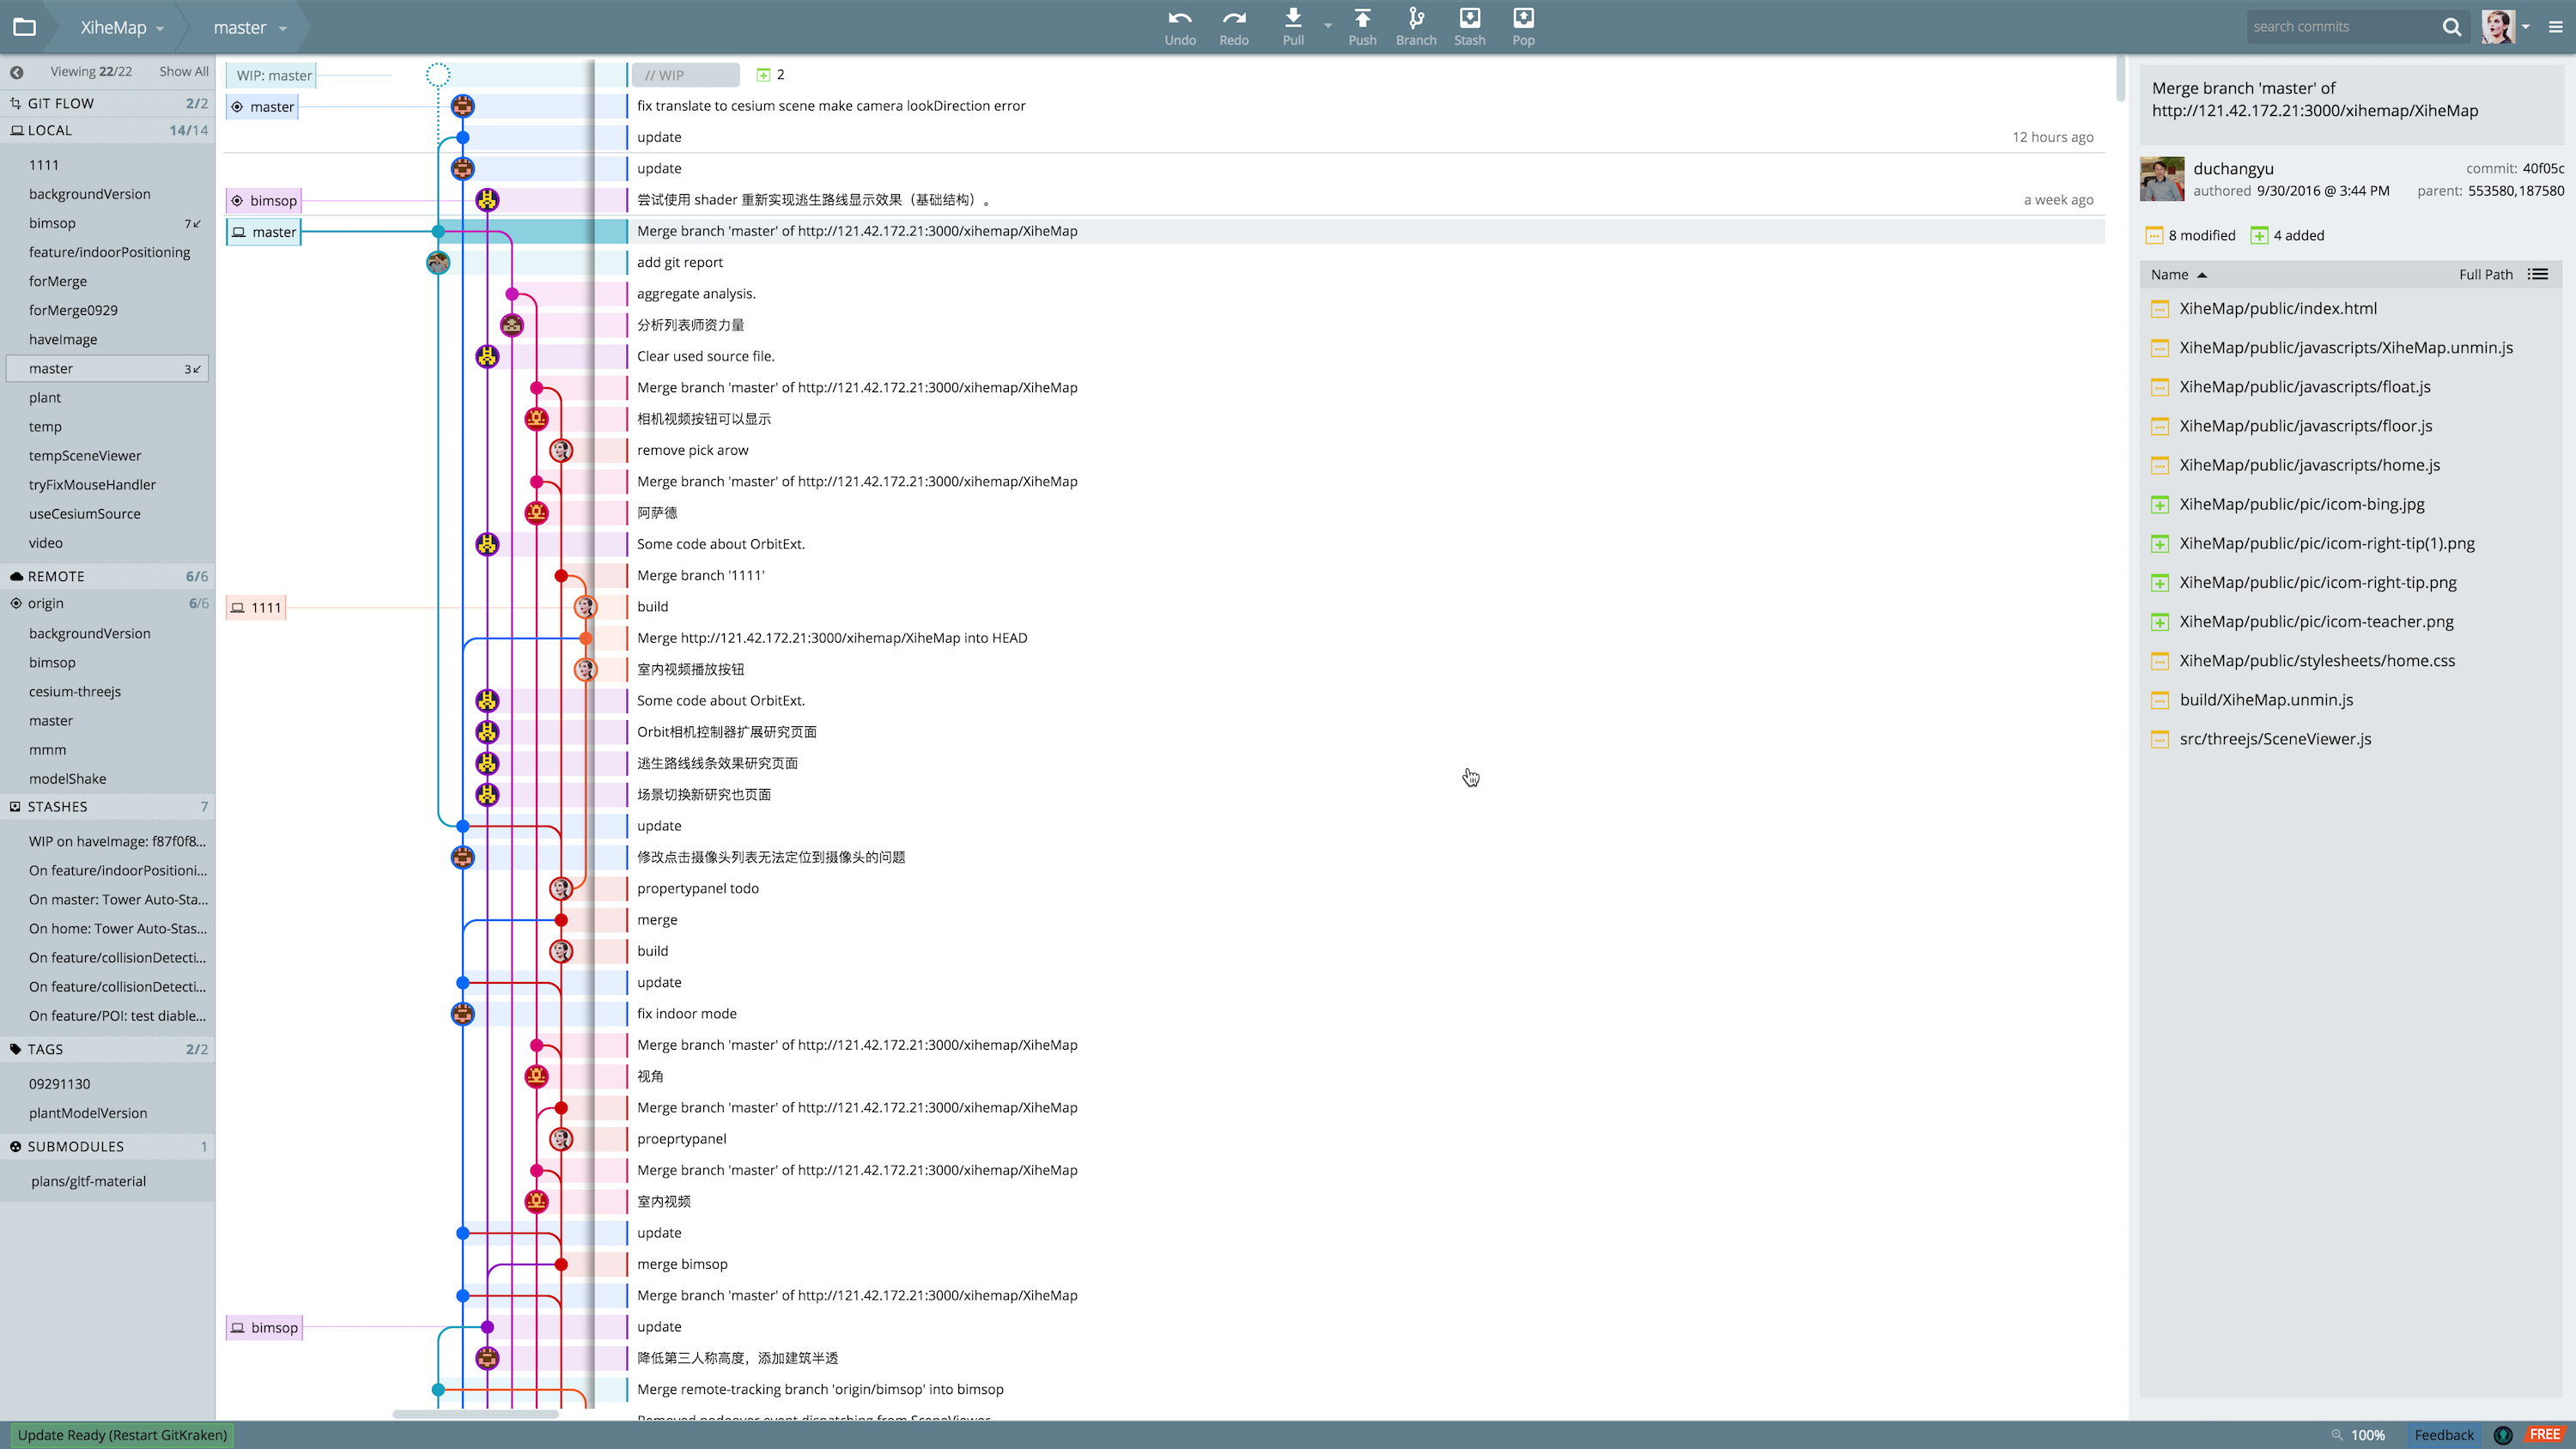 XiheMap
master
Undo
Redo
Pull
Push
Branch
Stash
Pop
search commits
Viewing 22/22
Show All
GIT FLOW 2/2
LOCAL 14/14
1111
backgroundVersion
bimsop 7
feature/indoorPositioning
forMerge
forMerge0929
haveImage
master 3
plant
temp
tempSceneViewer
tryFixMouseHandler
useCesiumSource
video
REMOTE 6/6
origin 6/6
backgroundVersion
bimsop
cesium-threejs
master
mmm
modelShake
STASHES 7
WIP on haveImage: f87f0f8...
On feature/indoorPositioni...
On master: Tower Auto-Sta...
On home: Tower Auto-Stas...
On feature/collisionDetecti...
On feature/collisionDetecti...
On feature/POI: test diable...
TAGS 2/2
09291130
plantModelVersion
SUBMODULES 1
plans/gltf-material
WIP: master // WIP 2
master fix translate to cesium scene make camera lookDirection error
update 12 hours ago
update
bimsop 尝试使用 shader 重新实现逃生路线显示效果（基础结构）。 a week ago
master Merge branch 'master' of http://121.42.172.21:3000/xihemap/XiheMap
add git report
aggregate analysis.
分析列表师资力量
Clear used source file.
Merge branch 'master' of http://121.42.172.21:3000/xihemap/XiheMap
相机视频按钮可以显示
remove pick arow
Merge branch 'master' of http://121.42.172.21:3000/xihemap/XiheMap
阿萨德
Some code about OrbitExt.
Merge branch '1111'
1111 build
Merge http://121.42.172.21:3000/xihemap/XiheMap into HEAD
室内视频播放按钮
Some code about OrbitExt.
Orbit相机控制器扩展研究页面
逃生路线线条效果研究页面
场景切换新研究也页面
update
修改点击摄像头列表无法定位到摄像头的问题
propertypanel todo
merge
build
update
fix indoor mode
Merge branch 'master' of http://121.42.172.21:3000/xihemap/XiheMap
视角
Merge branch 'master' of http://121.42.172.21:3000/xihemap/XiheMap
proeprtypanel
Merge branch 'master' of http://121.42.172.21:3000/xihemap/XiheMap
室内视频
update
merge bimsop
Merge branch 'master' of http://121.42.172.21:3000/xihemap/XiheMap
bimsop update
降低第三人称高度，添加建筑半透
Merge remote-tracking branch 'origin/bimsop' into bimsop
Removed nodeover event dispatching from SceneViewer
Merge branch 'master' of
http://121.42.172.21:3000/xihemap/XiheMap
duchangyu commit: 40f05c
authored 9/30/2016 @ 3:44 PM parent: 553580,187580
8 modified 4 added
Name Full Path
XiheMap/public/index.html
XiheMap/public/javascripts/XiheMap.unmin.js
XiheMap/public/javascripts/float.js
XiheMap/public/javascripts/floor.js
XiheMap/public/javascripts/home.js
XiheMap/public/pic/icom-bing.jpg
XiheMap/public/pic/icom-right-tip(1).png
XiheMap/public/pic/icom-right-tip.png
XiheMap/public/pic/icom-teacher.png
XiheMap/public/stylesheets/home.css
build/XiheMap.unmin.js
src/threejs/SceneViewer.js
Update Ready (Restart GitKraken)
100%
Feedback
FREE